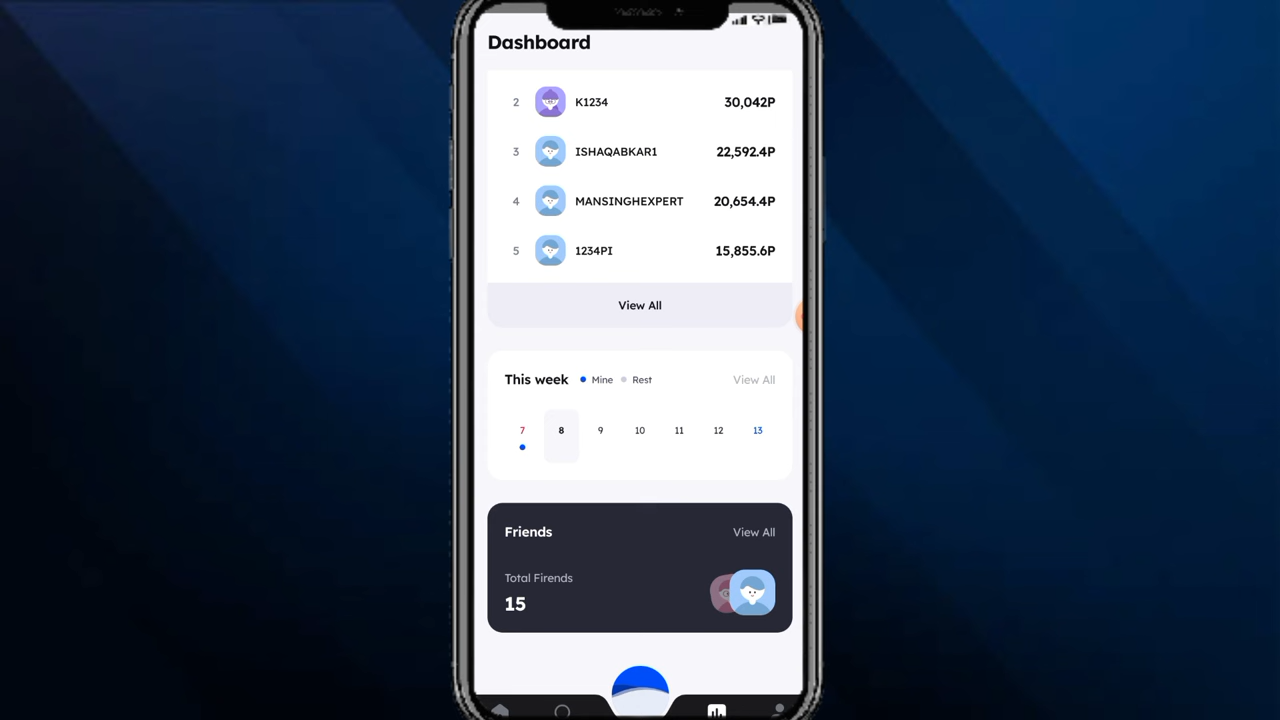 Dashboard
2 K1234 30,042P
3 ISHAQABKAR1 22,592.4P
4 MANSINGHEXPERT 20,654.4P
5 1234PI 15,855.6P
View All
This week Mine Rest View All
7 8 9 10 11 12 13
Friends View All
Total Firends
15